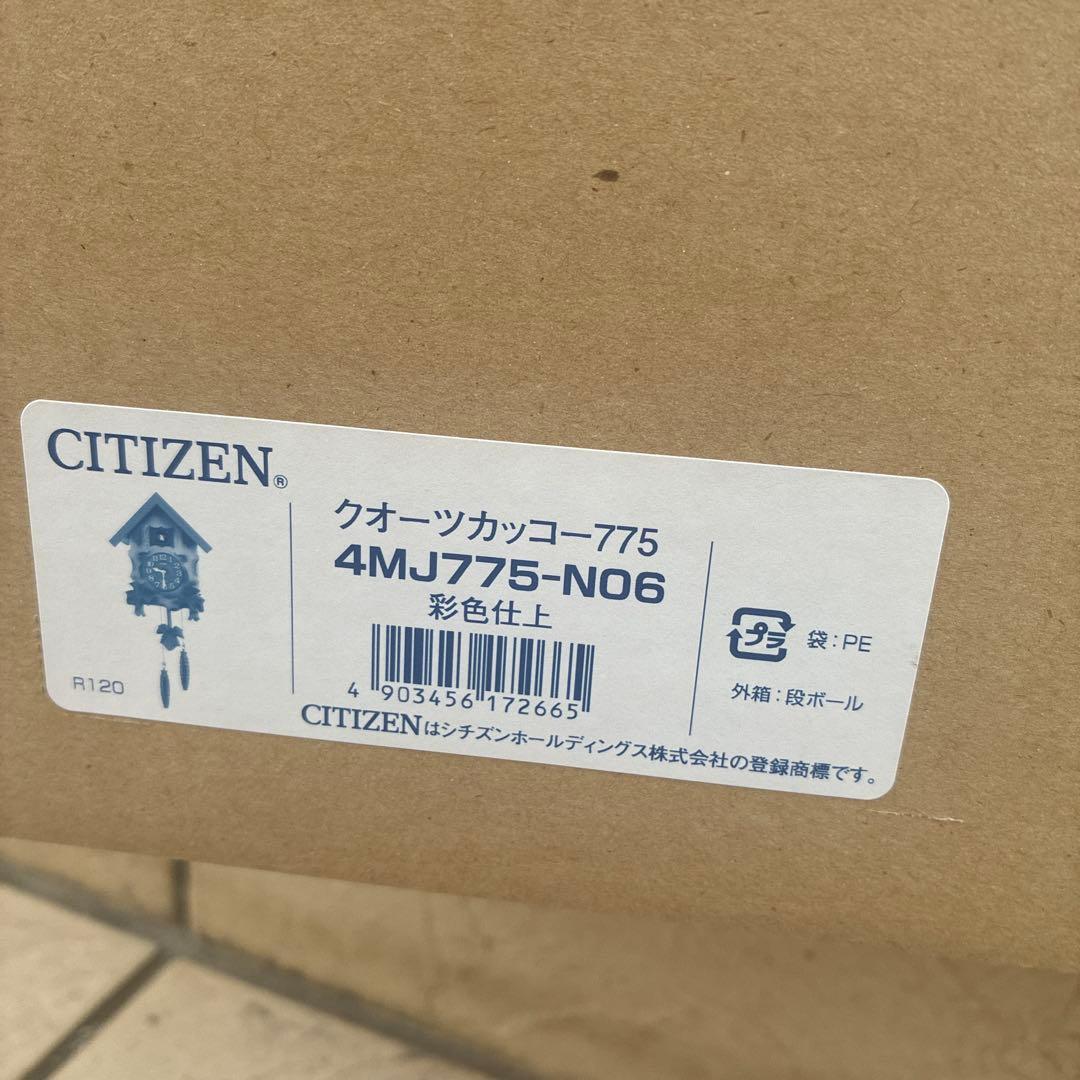 CITIZEN®
クオーツカッコー775
4MJ775-N06
彩色仕上
4 903456 172665
R120
プラ 袋:PE
外箱:段ボール
CITIZENはシチズンホールディングス株式会社の登録商標です。